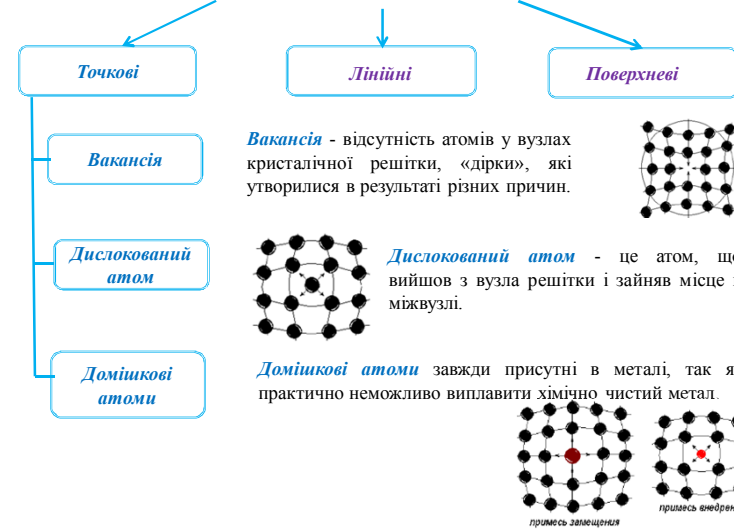 Точкові
Лінійні
Поверхневі
Вакансія
Вакансія - відсутність атомів у вузлах
кристалічної решітки, «дірки», які
утворилися в результаті різних причин.
Дислокований
атом
Дислокований атом - це атом, що
вийшов з вузла решітки і зайняв місце
міжвузлі.
Домішкові
атоми
Домішкові атоми завжди присутні в металі, так я
практично неможливо виплавити хімічно чистий метал.
примесь замещения
примесь внедрен